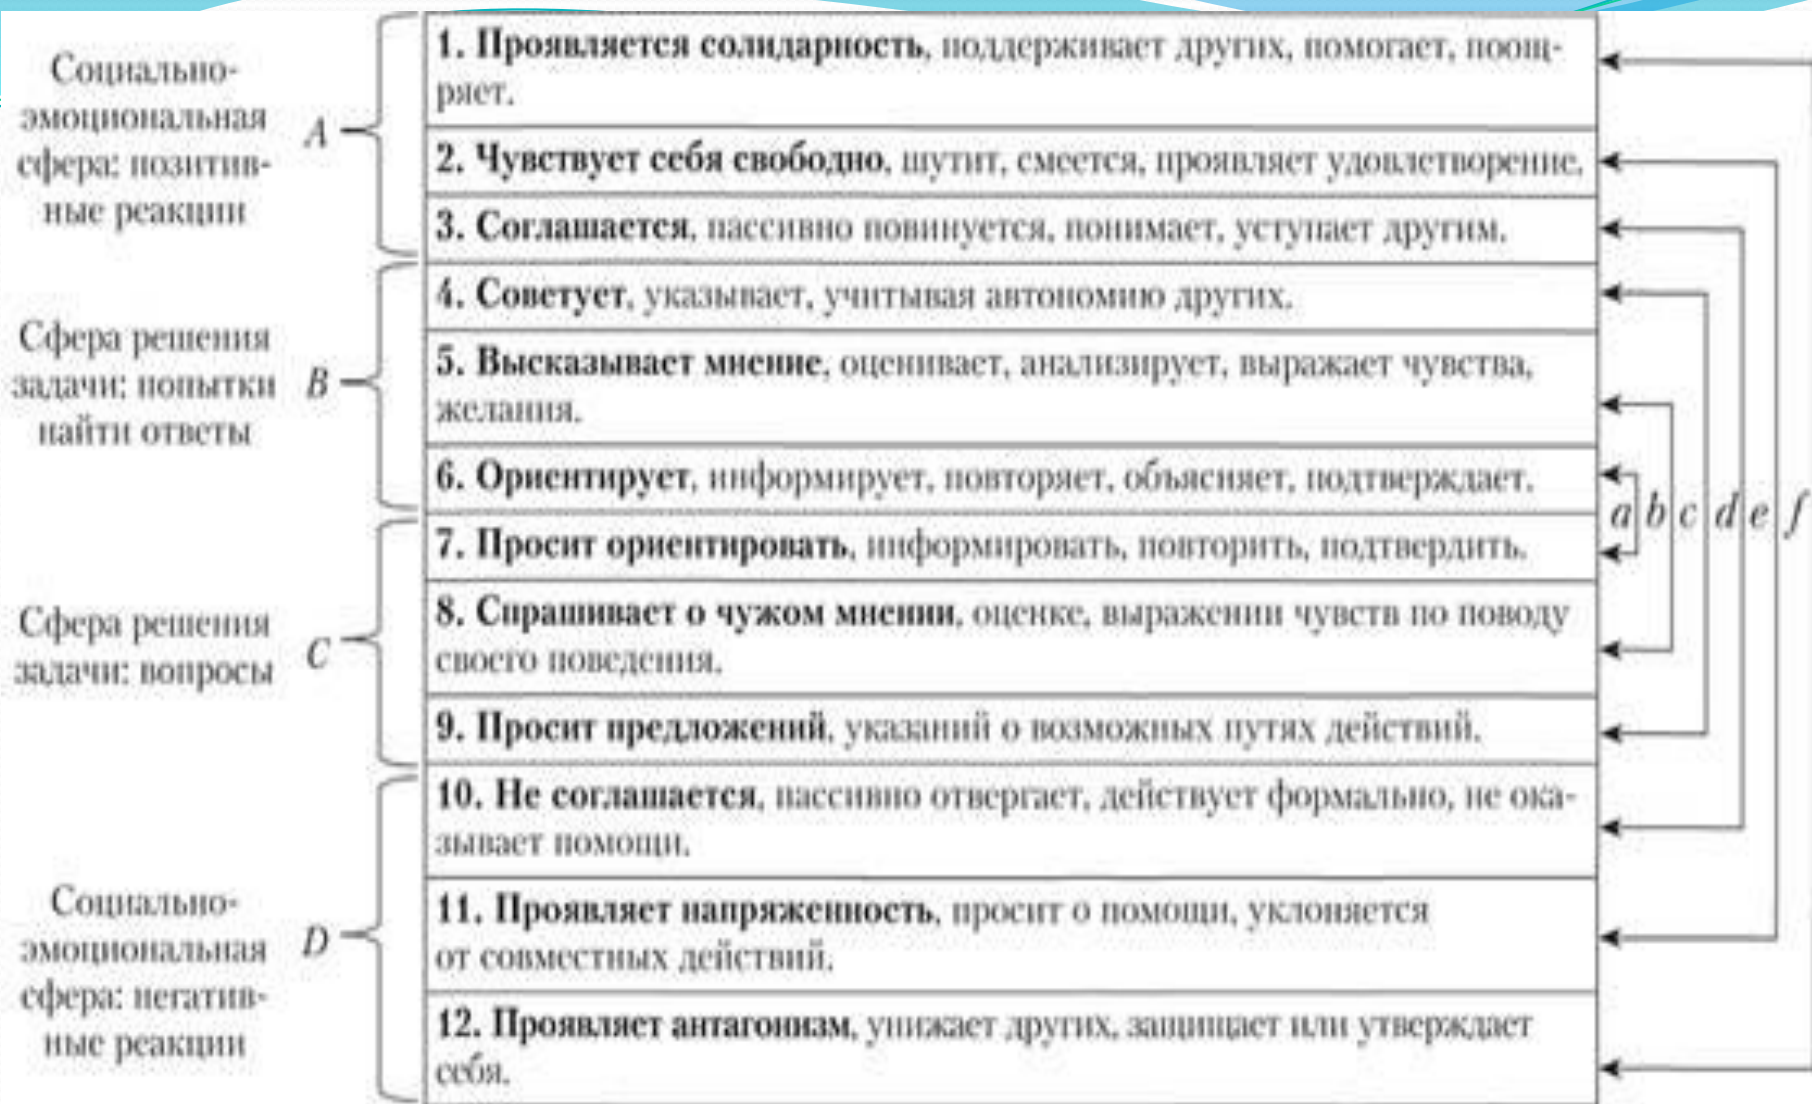 Социально-
эмоциональная
сфера: позитив-
ные реакции
A
1. Проявляется солидарность, поддерживает других, помогает, поощ-
ряет.
2. Чувствует себя свободно, шутит, смеется, проявляет удовлетворение.
3. Соглашается, пассивно повинуется, понимает, уступает другим.
Сфера решения
задачи: попытки
найти ответы
B
4. Советует, указывает, учитывая автономию других.
5. Высказывает мнение, оценивает, анализирует, выражает чувства,
желания.
6. Ориентирует, информирует, повторяет, объясняет, подтверждает.
Сфера решения
задачи: вопросы
C
7. Просит ориентировать, информировать, повторить, подтвердить.
8. Спрашивает о чужом мнении, оценке, выражении чувств по поводу
своего поведения.
9. Просит предложений, указаний о возможных путях действий.
Социально-
эмоциональная
сфера: негатив-
ные реакции
D
10. Не соглашается, пассивно отвергает, действует формально, не ока-
зывает помощи.
11. Проявляет напряженность, просит о помощи, уклоняется
от совместных действий.
12. Проявляет антагонизм, унижает других, защищает или утверждает
себя.
a b c d e f